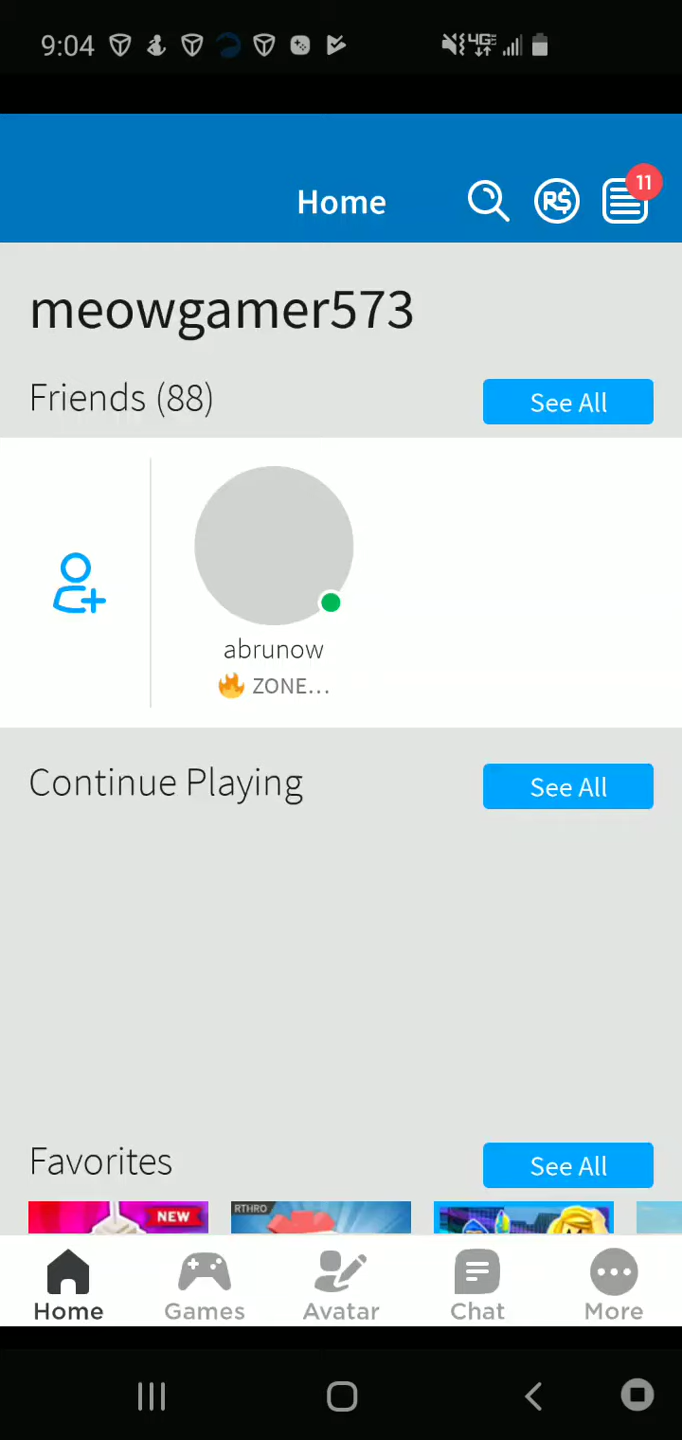 9:04
4GE
Home
R$
11
meowgamer573
Friends (88)
See All
abrunow
🔥 ZONE...
Continue Playing
See All
Favorites
See All
NEW
RTHRO
Home
Games
Avatar
Chat
More